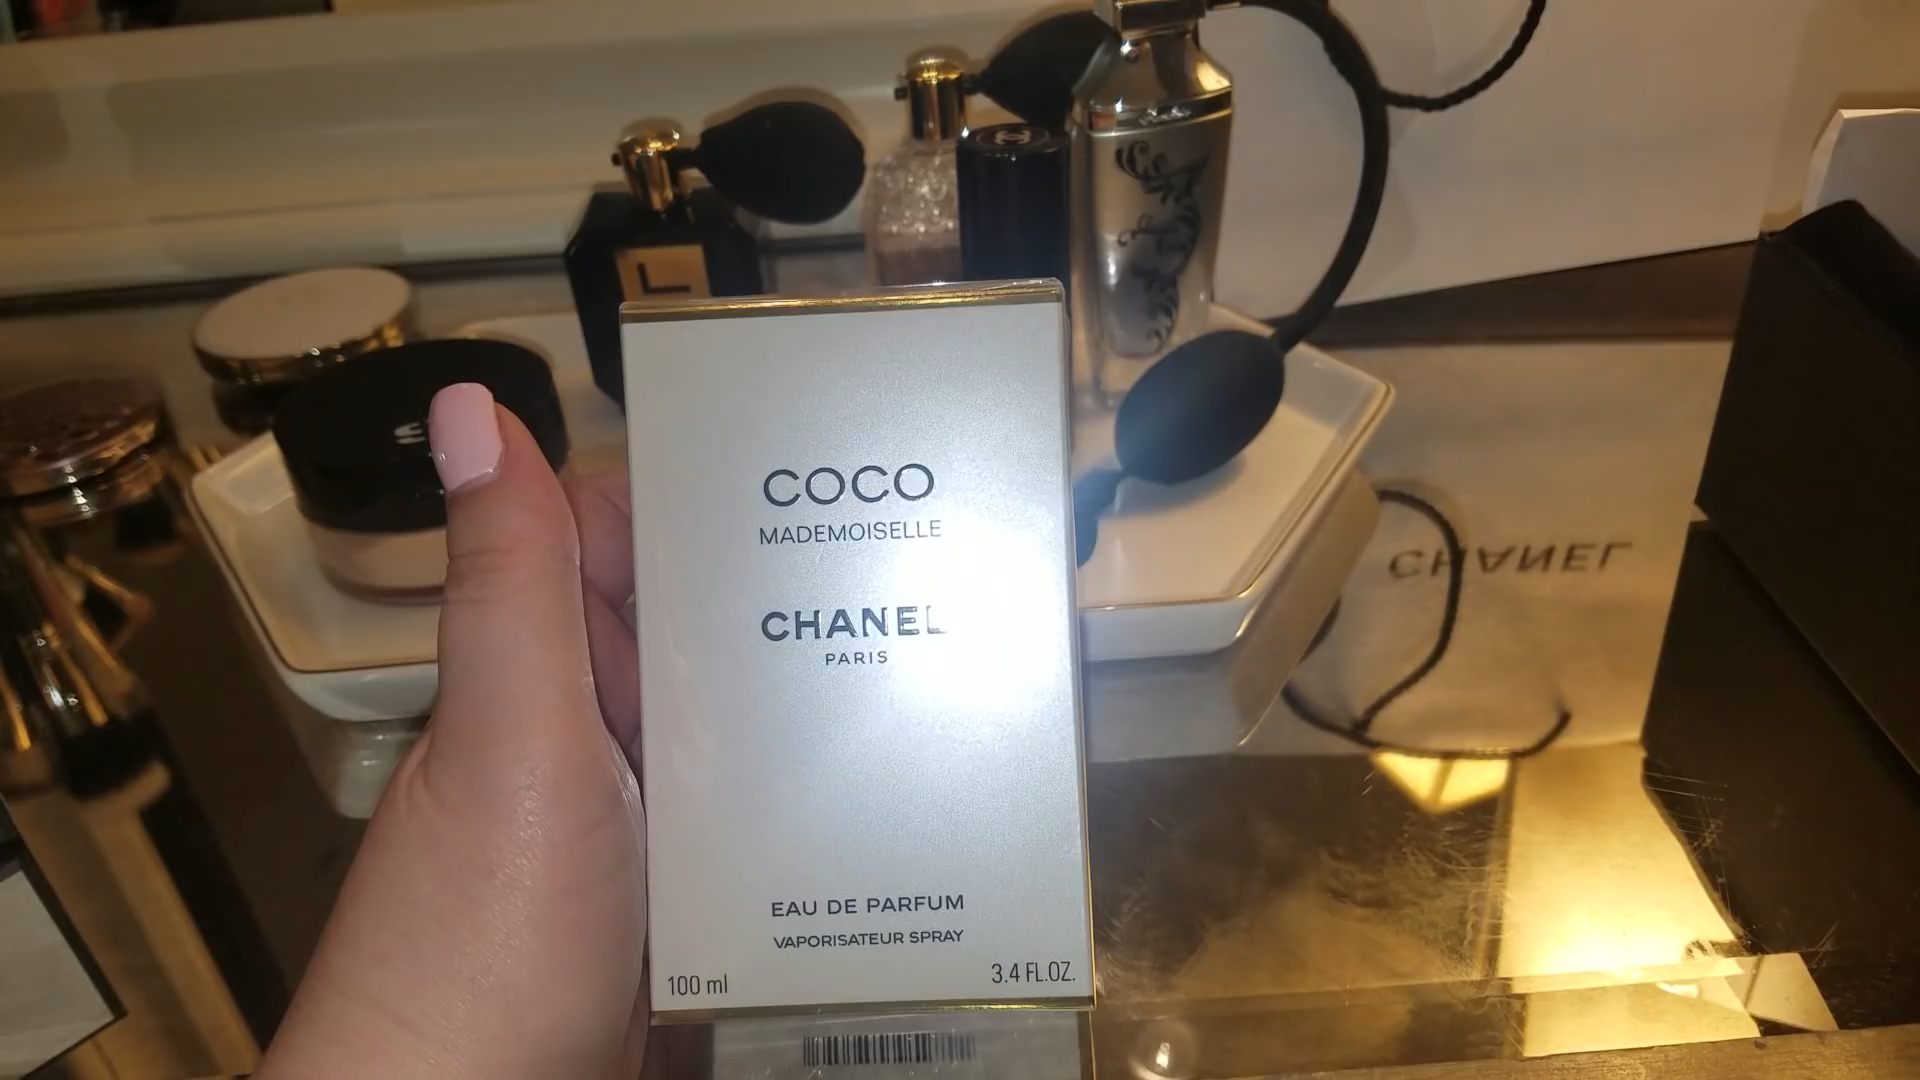 L
COCO
MADEMOISELLE
CHANEL
PARIS
EAU DE PARFUM
VAPORISATEUR SPRAY
100 ml
3.4 FL.OZ.
CHANEL